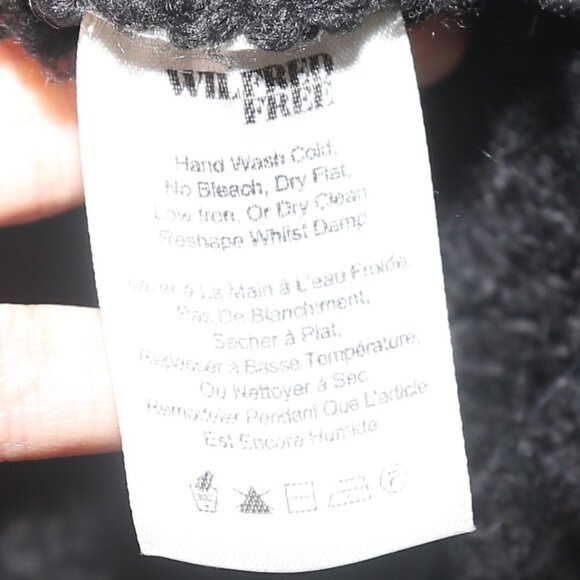 WILFRED
FREE
Hand Wash Cold,
No Bleach, Dry Flat,
Low Iron, Or Dry Clean
Reshape Whilst Damp
Laver à La Main à L'eau Froide,
Pas De Blanchiment,
Sécher à Plat,
Repasser à Basse Température,
Ou Nettoyer à Sec
Remodeler Pendant Que L'article
Est Encore Humide